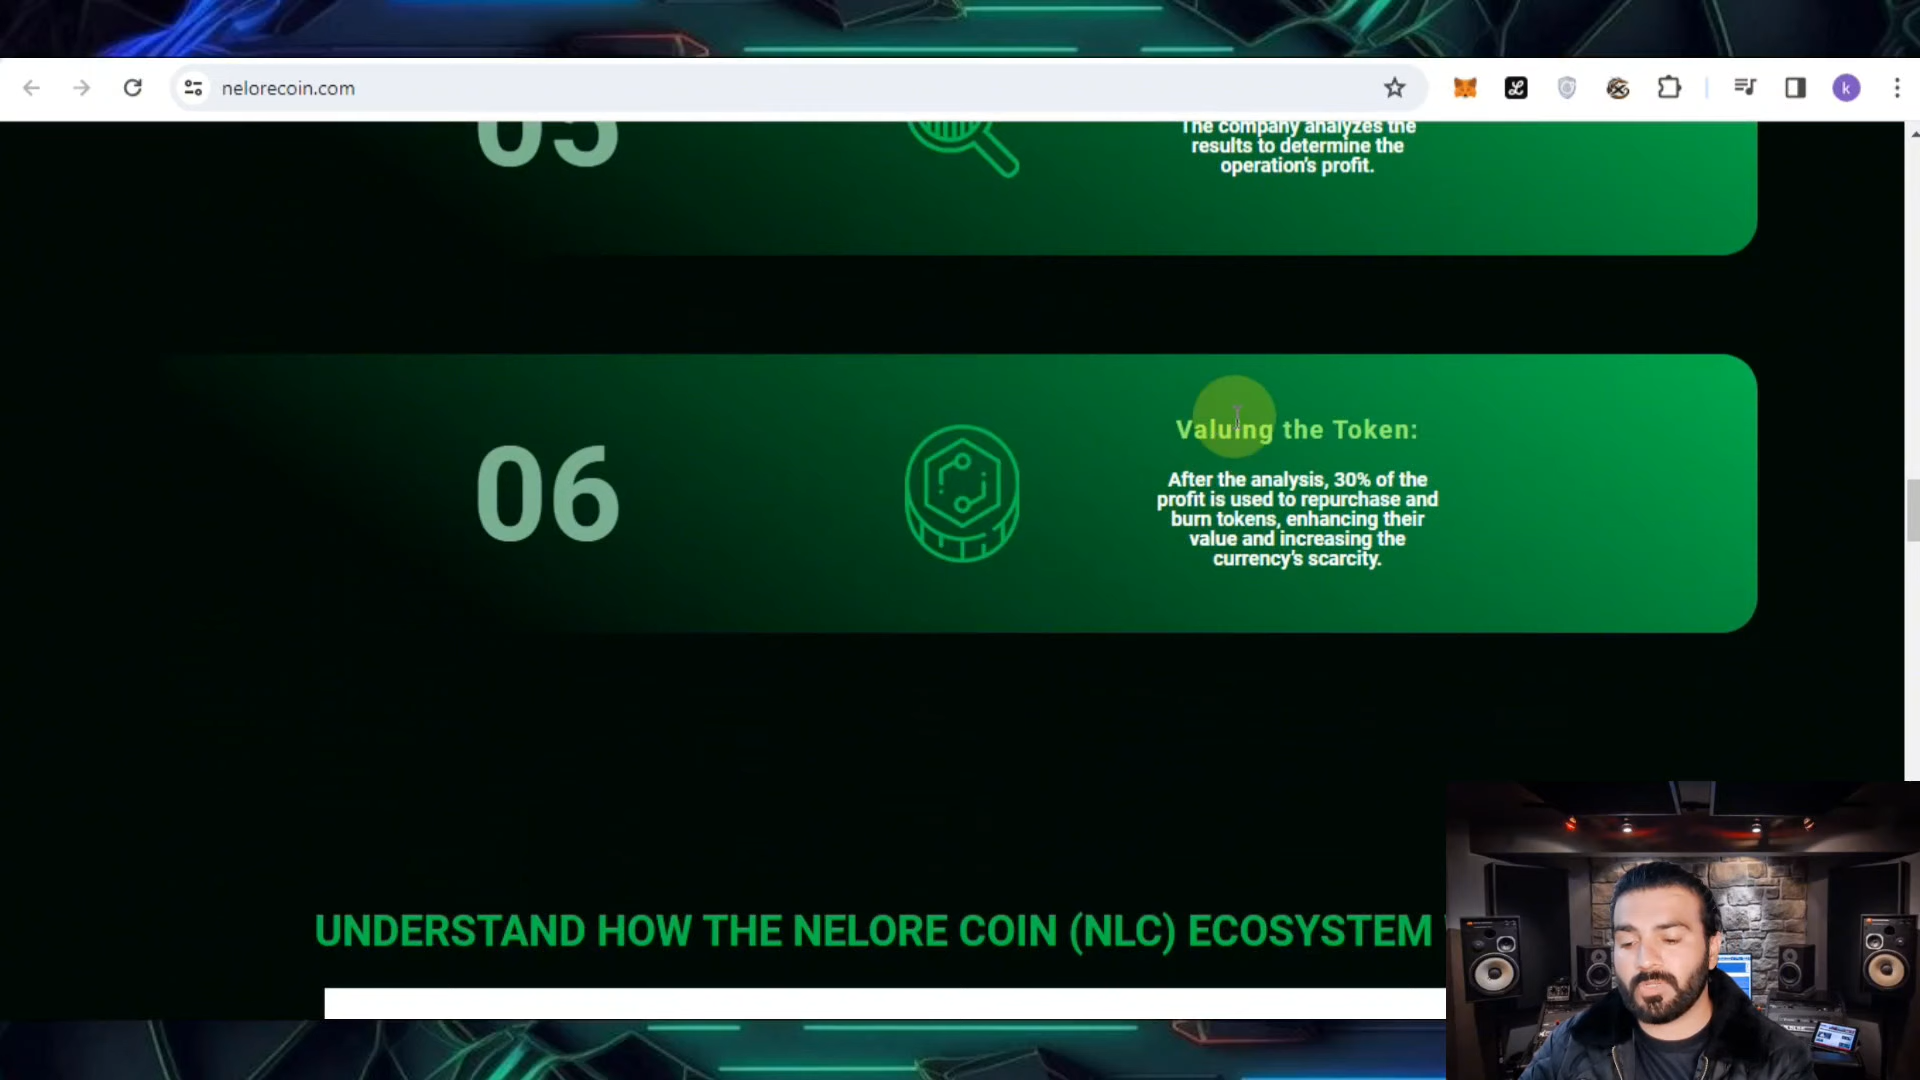 nelorecoin.com
k
05
The company analyzes the
results to determine the
operation's profit.
06
Valuing the Token:
After the analysis, 30% of the
profit is used to repurchase and
burn tokens, enhancing their
value and increasing the
currency's scarcity.
UNDERSTAND HOW THE NELORE COIN (NLC) ECOSYSTEM